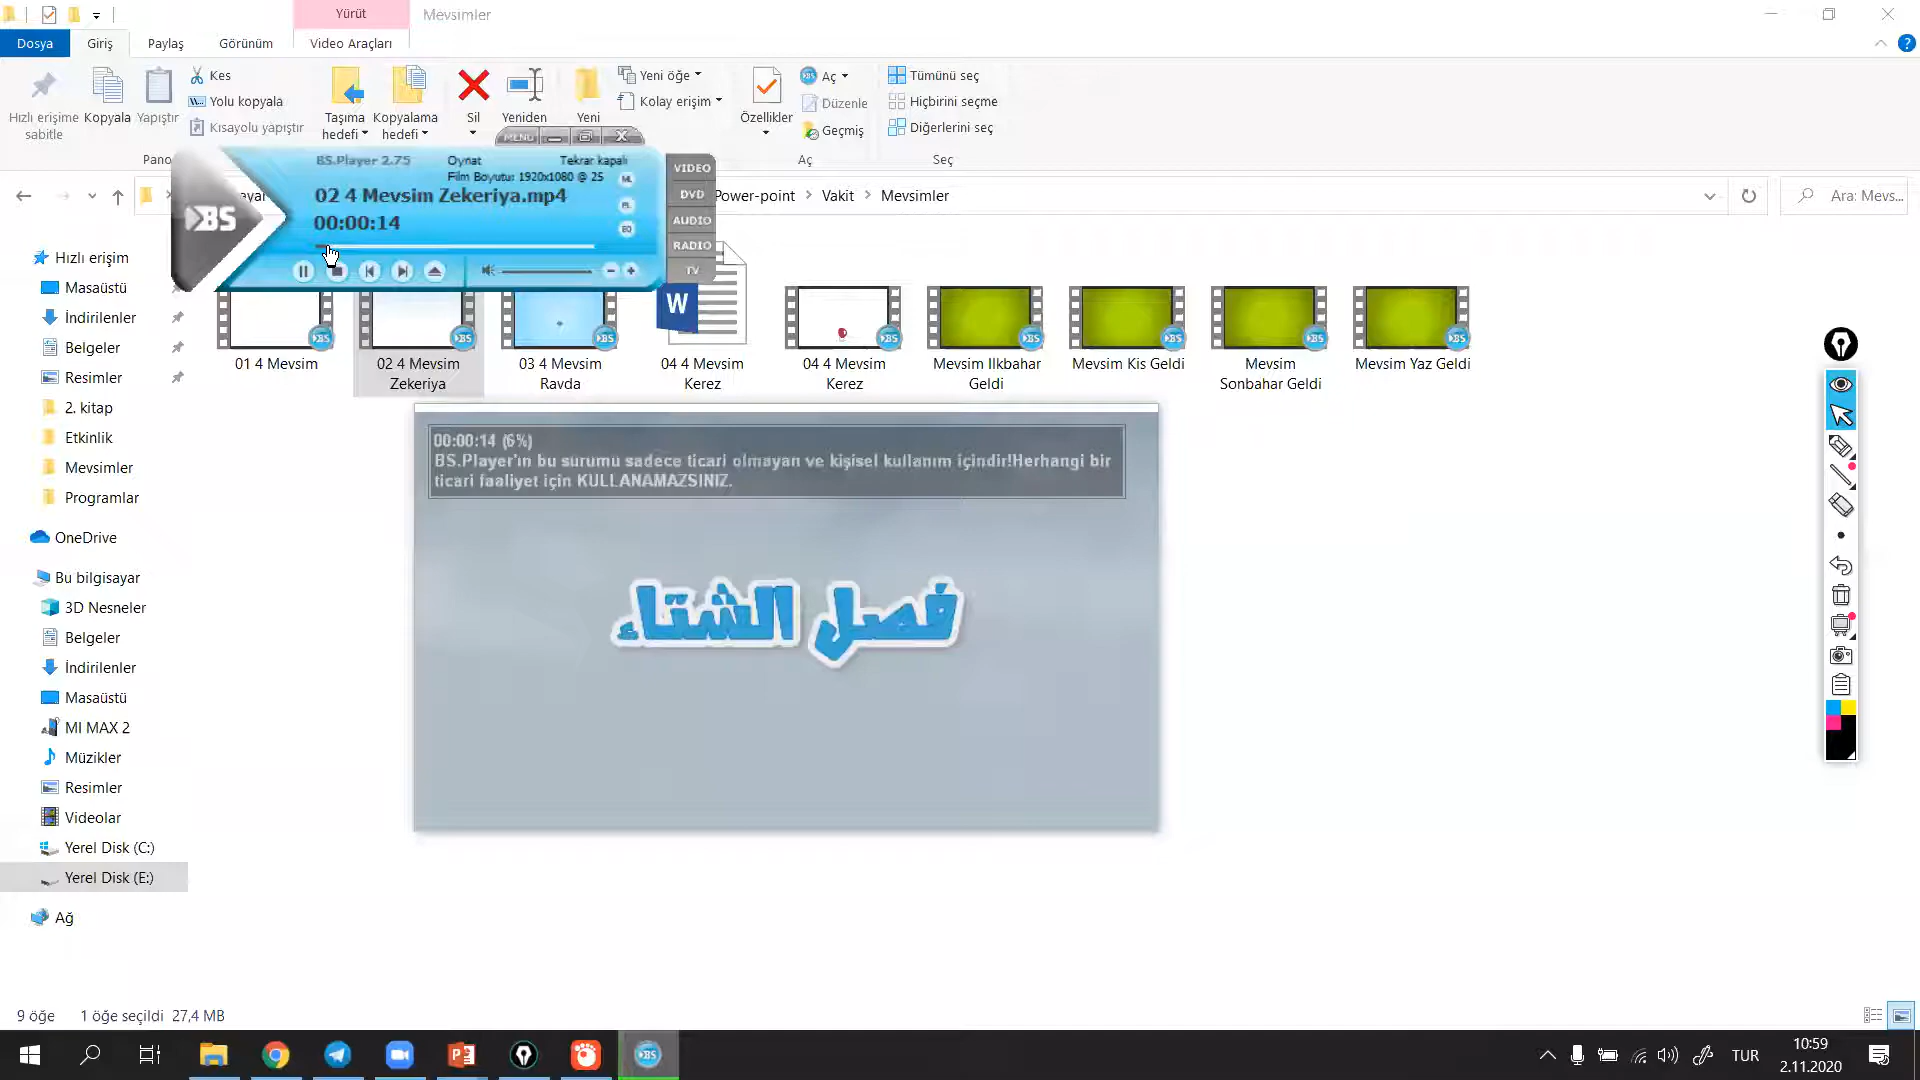 Yürüt
Mevsimler
Dosya
Giriş
Paylaş
Görünüm
Video Araçları
Hızlı erişime sabitle
Kopyala
Yapıştır
Kes
Yolu kopyala
Kısayolu yapıştır
Taşıma hedefi
Kopyalama hedefi
Sil
Yeniden
Yeni
Yeni öğe
Kolay erişim
Özellikler
Aç
Düzenle
Geçmiş
Tümünü seç
Hiçbirini seçme
Diğerlerini seç
Pano
Aç
Seç
MENU
BS.Player 2.75
Oynat
Tekrar kapalı
Film Boyutu: 1920x1080 @ 25
02 4 Mevsim Zekeriya.mp4
00:00:14
BS
ML
PL
EQ
VIDEO
DVD
AUDIO
RADIO
TV
Power-point
Vakit
Mevsimler
Ara: Mevs...
Hızlı erişim
Masaüstü
İndirilenler
Belgeler
Resimler
2. kitap
Etkinlik
Mevsimler
Programlar
OneDrive
Bu bilgisayar
3D Nesneler
Belgeler
İndirilenler
Masaüstü
MI MAX 2
Müzikler
Resimler
Videolar
Yerel Disk (C:)
Yerel Disk (E:)
Ağ
01 4 Mevsim
02 4 Mevsim Zekeriya
03 4 Mevsim Ravda
04 4 Mevsim Kerez
04 4 Mevsim Kerez
Mevsim Ilkbahar Geldi
Mevsim Kis Geldi
Mevsim Sonbahar Geldi
Mevsim Yaz Geldi
00:00:14 (6%)
BS.Player'ın bu surumu sadece ticari olmayan ve kişisel kullanım içindir!Herhangi bir
ticari faaliyet için KULLANAMAZSINIZ.
فصل الشتاء
9 öğe
1 öğe seçildi
27,4 MB
TUR
10:59
2.11.2020